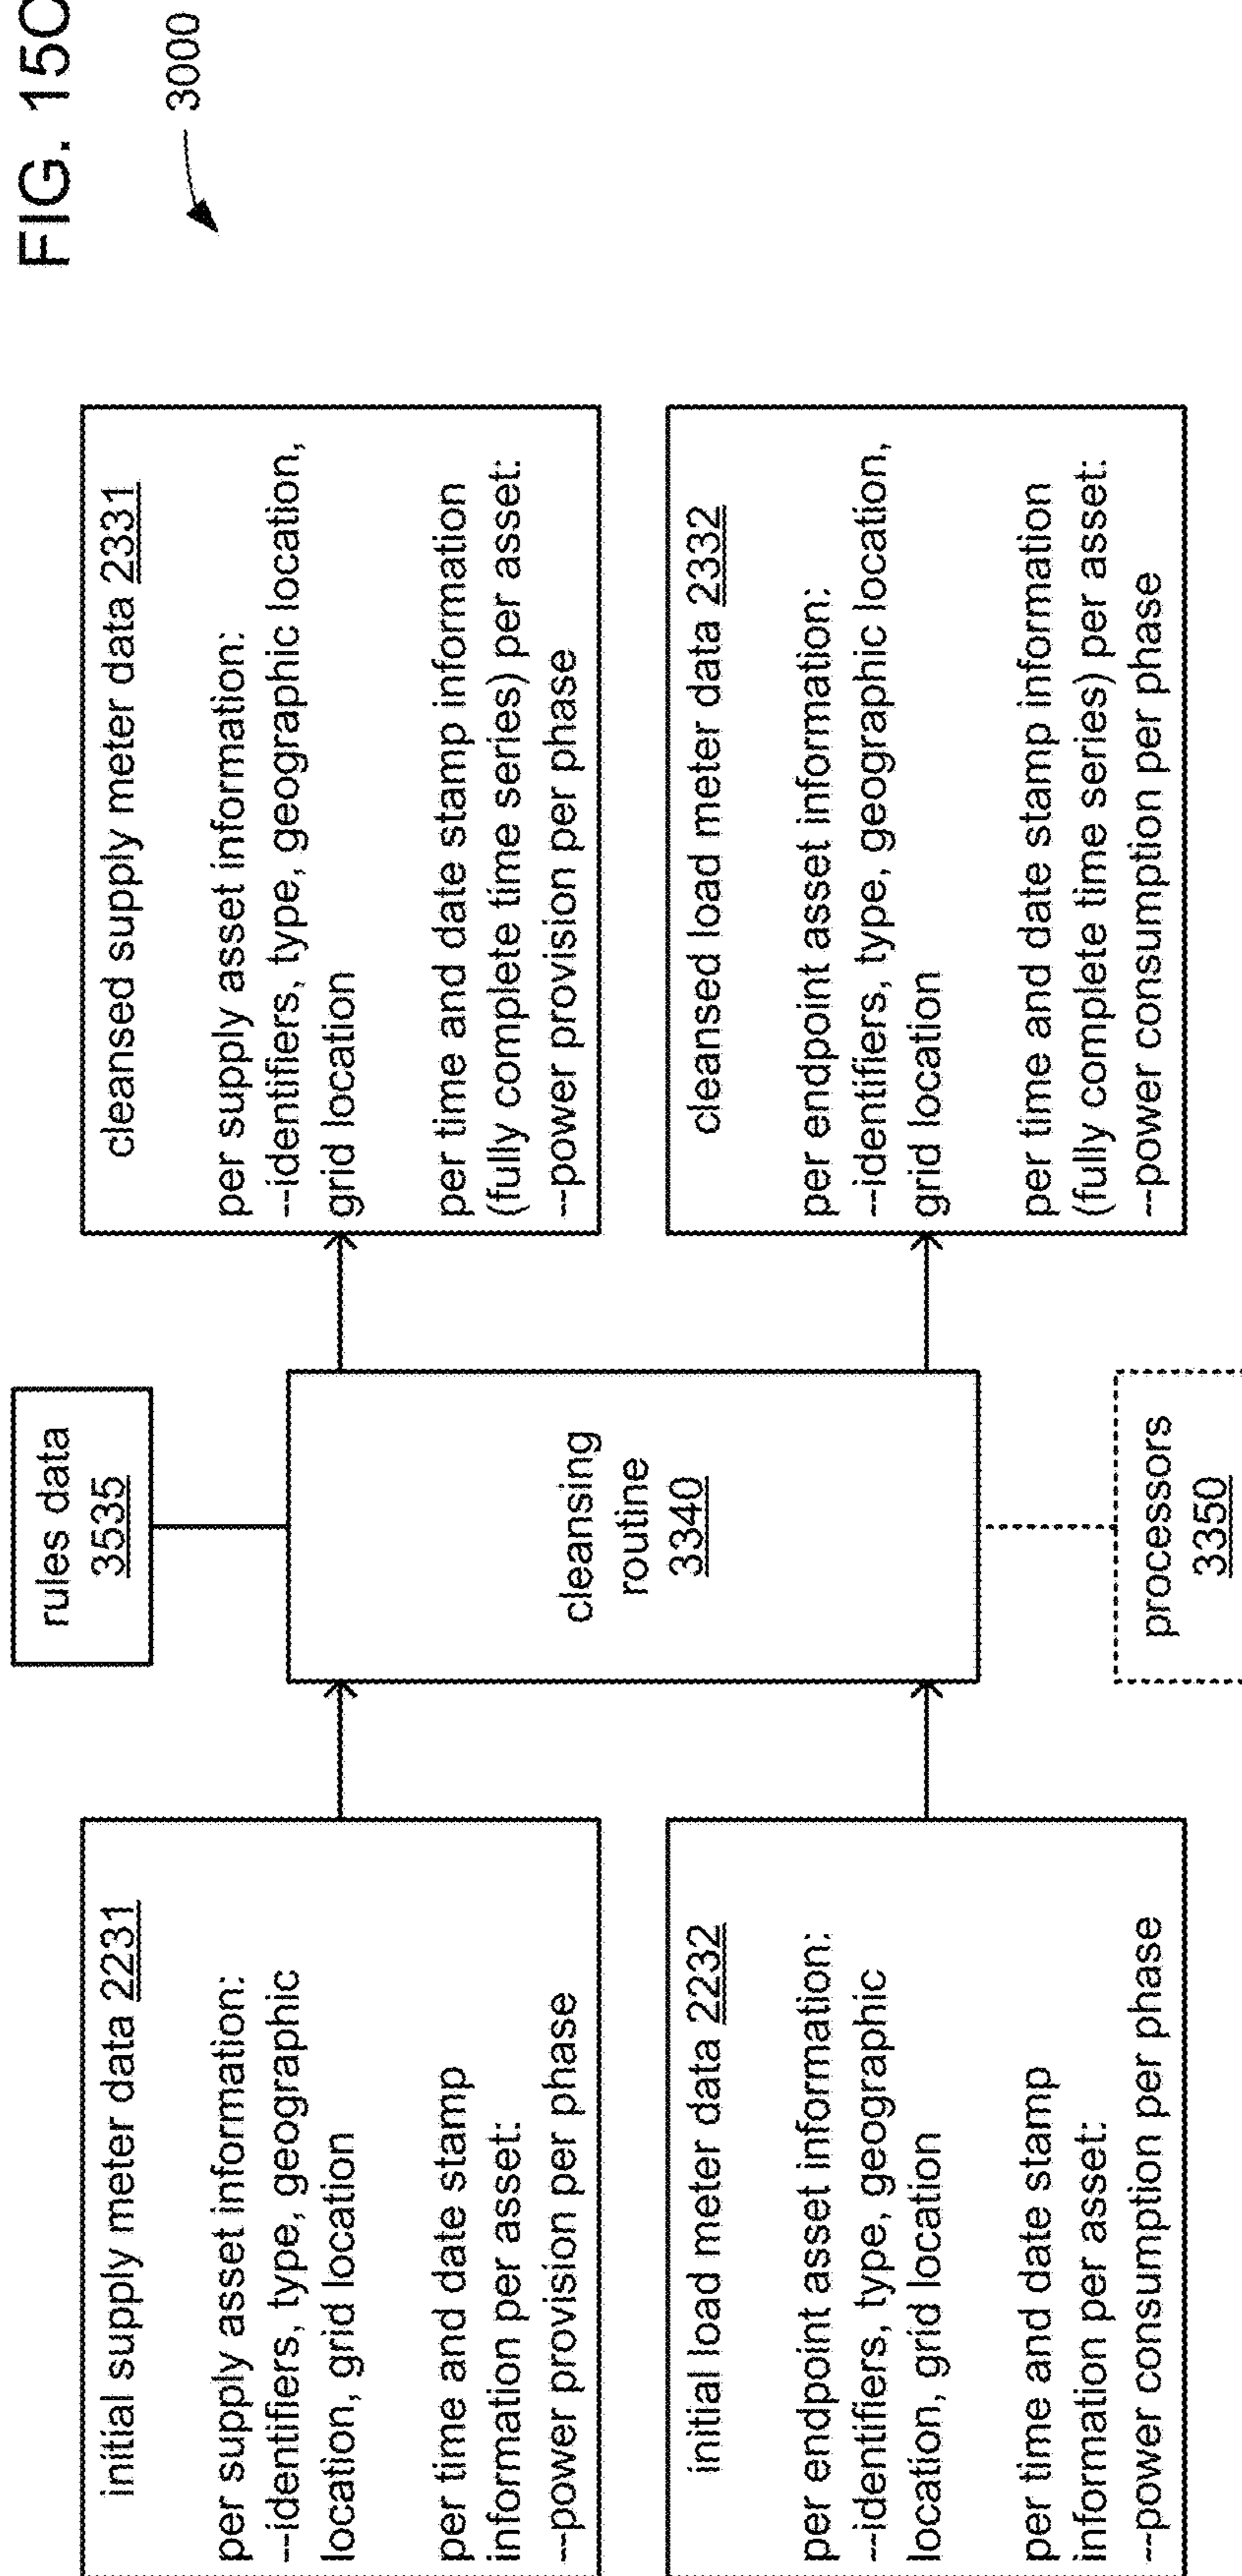 FIG. 15C
3000
initial supply meter data 2231
per supply asset information:
--identifiers, type, geographic
location, grid location
per time and date stamp
information per asset:
--power provision per phase
initial load meter data 2232
per endpoint asset information:
--identifiers, type, geographic
location, grid location
per time and date stamp
information per asset:
--power consumption per phase
rules data
3535
cleansing
routine
3340
processors
3350
cleansed supply meter data 2331
per supply asset information:
--identifiers, type, geographic location,
grid location
per time and date stamp information
(fully complete time series) per asset:
--power provision per phase
cleansed load meter data 2332
per endpoint asset information:
--identifiers, type, geographic location,
grid location
per time and date stamp information
(fully complete time series) per asset:
--power consumption per phase